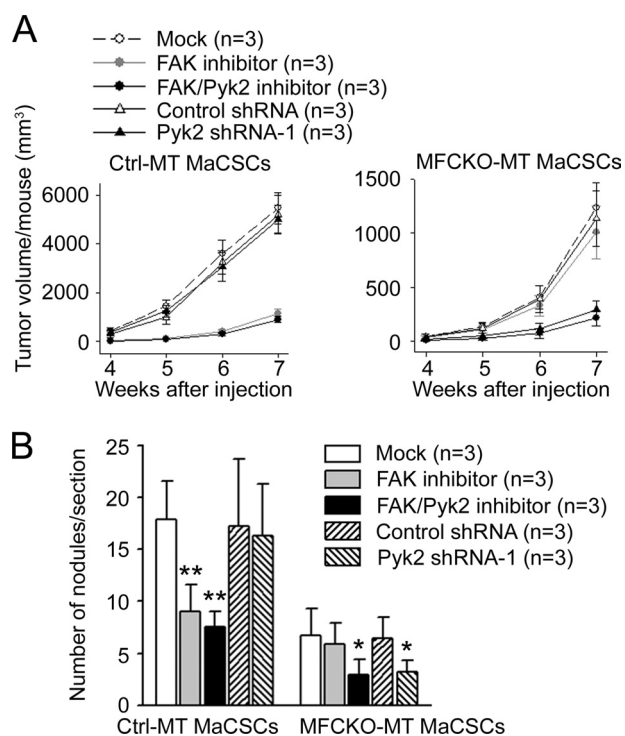 A
Mock (n=3)
FAK inhibitor (n=3)
FAK/Pyk2 inhibitor (n=3)
Control shRNA (n=3)
Pyk2 shRNA-1 (n=3)
Tumor volume/mouse (mm³)
Ctrl-MT MaCSCs
6000
4000
2000
0
4 5 6 7
Weeks after injection
MFCKO-MT MaCSCs
1500
1000
500
0
4 5 6 7
Weeks after injection
B
Number of nodules/section
25
20
15
10
5
0
** **
* *
Mock (n=3)
FAK inhibitor (n=3)
FAK/Pyk2 inhibitor (n=3)
Control shRNA (n=3)
Pyk2 shRNA-1 (n=3)
Ctrl-MT MaCSCs
MFCKO-MT MaCSCs